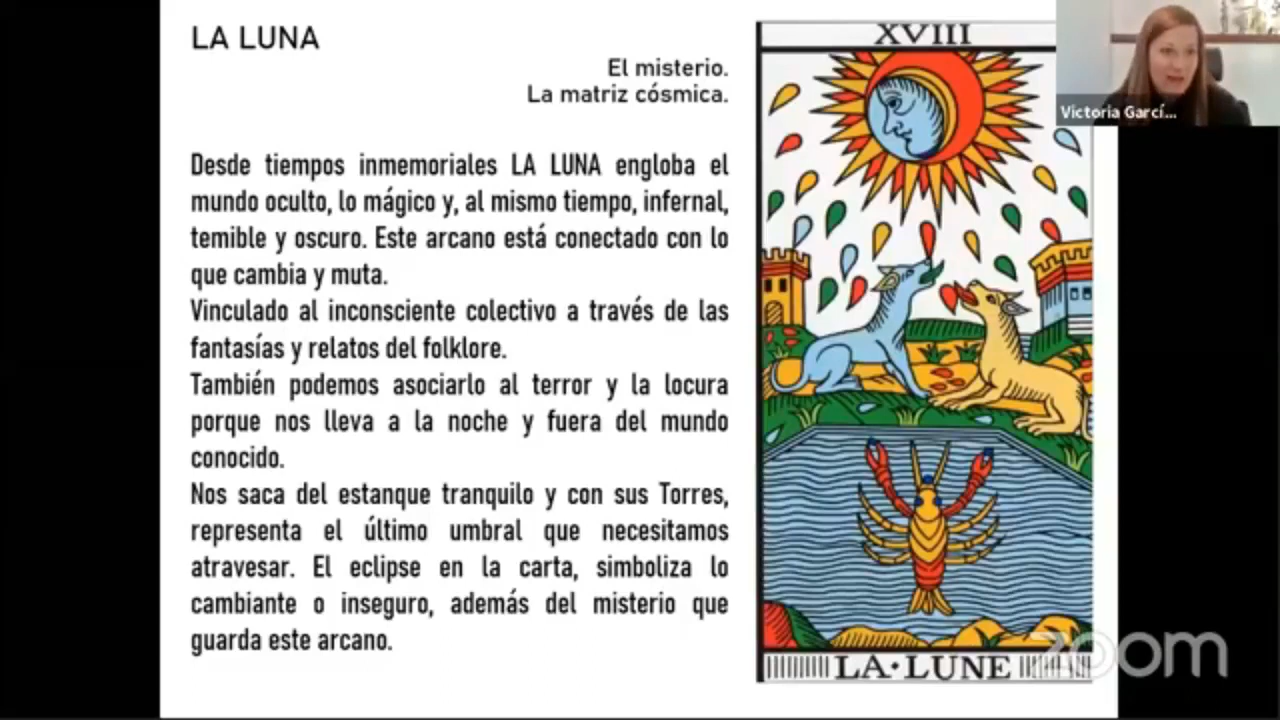 LA LUNA
El misterio.
La matriz cósmica.
Desde tiempos inmemoriales LA LUNA engloba el
mundo oculto, lo mágico y, al mismo tiempo, infernal,
temible y oscuro. Este arcano está conectado con lo
que cambia y muta.
Vinculado al inconsciente colectivo a través de las
fantasías y relatos del folklore.
También podemos asociarlo al terror y la locura
porque nos lleva a la noche y fuera del mundo
conocido.
Nos saca del estanque tranquilo y con sus Torres,
representa el último umbral que necesitamos
atravesar. El eclipse en la carta, simboliza lo
cambiante o inseguro, además del misterio que
guarda este arcano.
XVIII
LA·LUNE
Victoria Garcí...
zoom